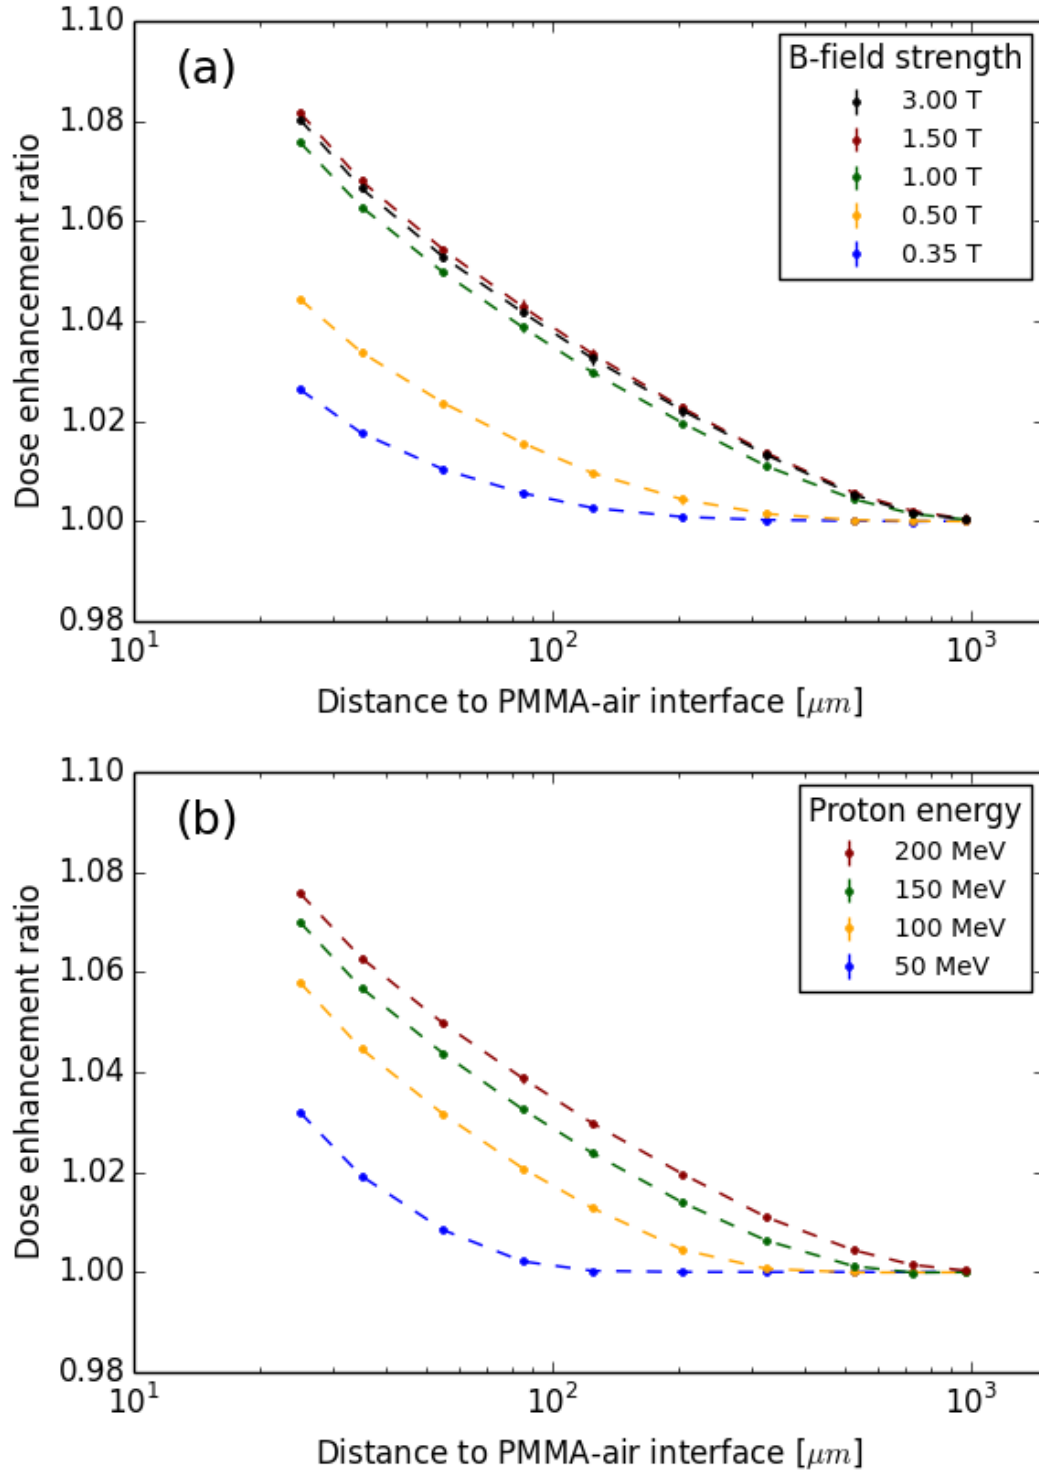 (a)
B-field strength
3.00 T
1.50 T
1.00 T
0.50 T
0.35 T
Dose enhancement ratio
1.10
1.08
1.06
1.04
1.02
1.00
0.98
10¹ 10² 10³
Distance to PMMA-air interface [μm]
(b)
Proton energy
200 MeV
150 MeV
100 MeV
50 MeV
Dose enhancement ratio
1.10
1.08
1.06
1.04
1.02
1.00
0.98
10¹ 10² 10³
Distance to PMMA-air interface [μm]